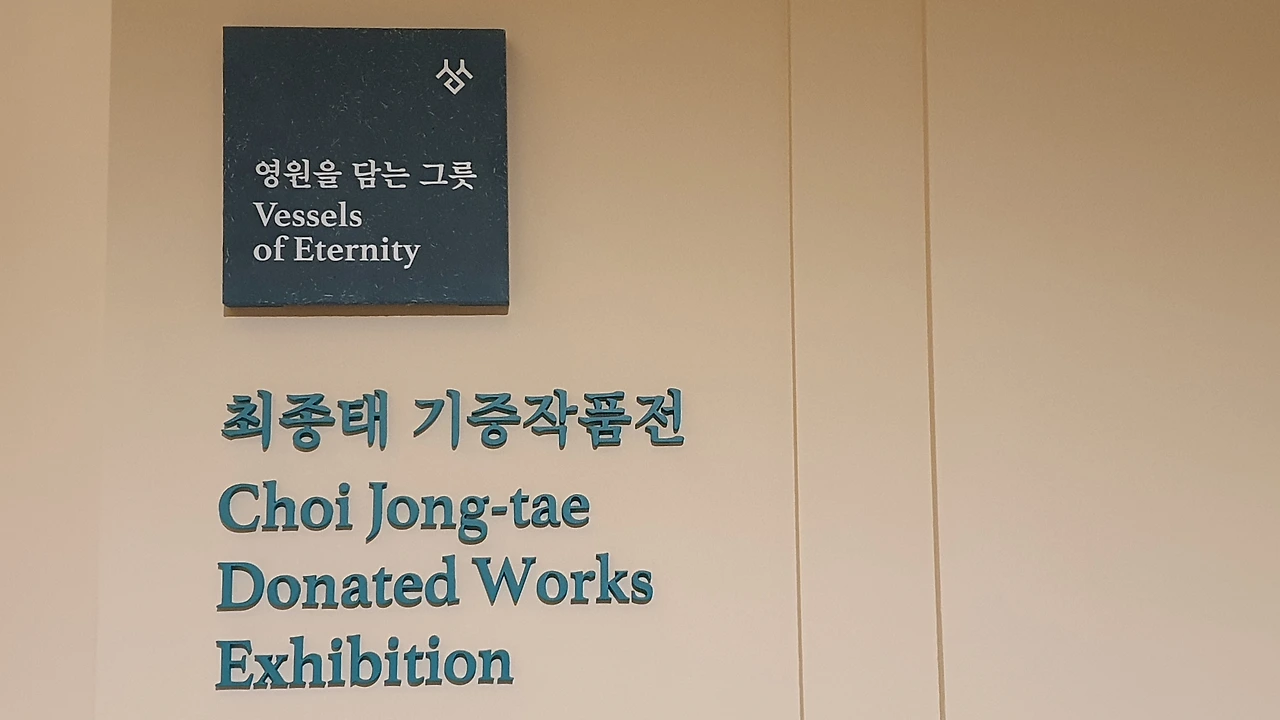 영원을 담는 그릇
Vessels
of Eternity
최종태 기증작품전
Choi Jong-tae
Donated Works
Exhibition